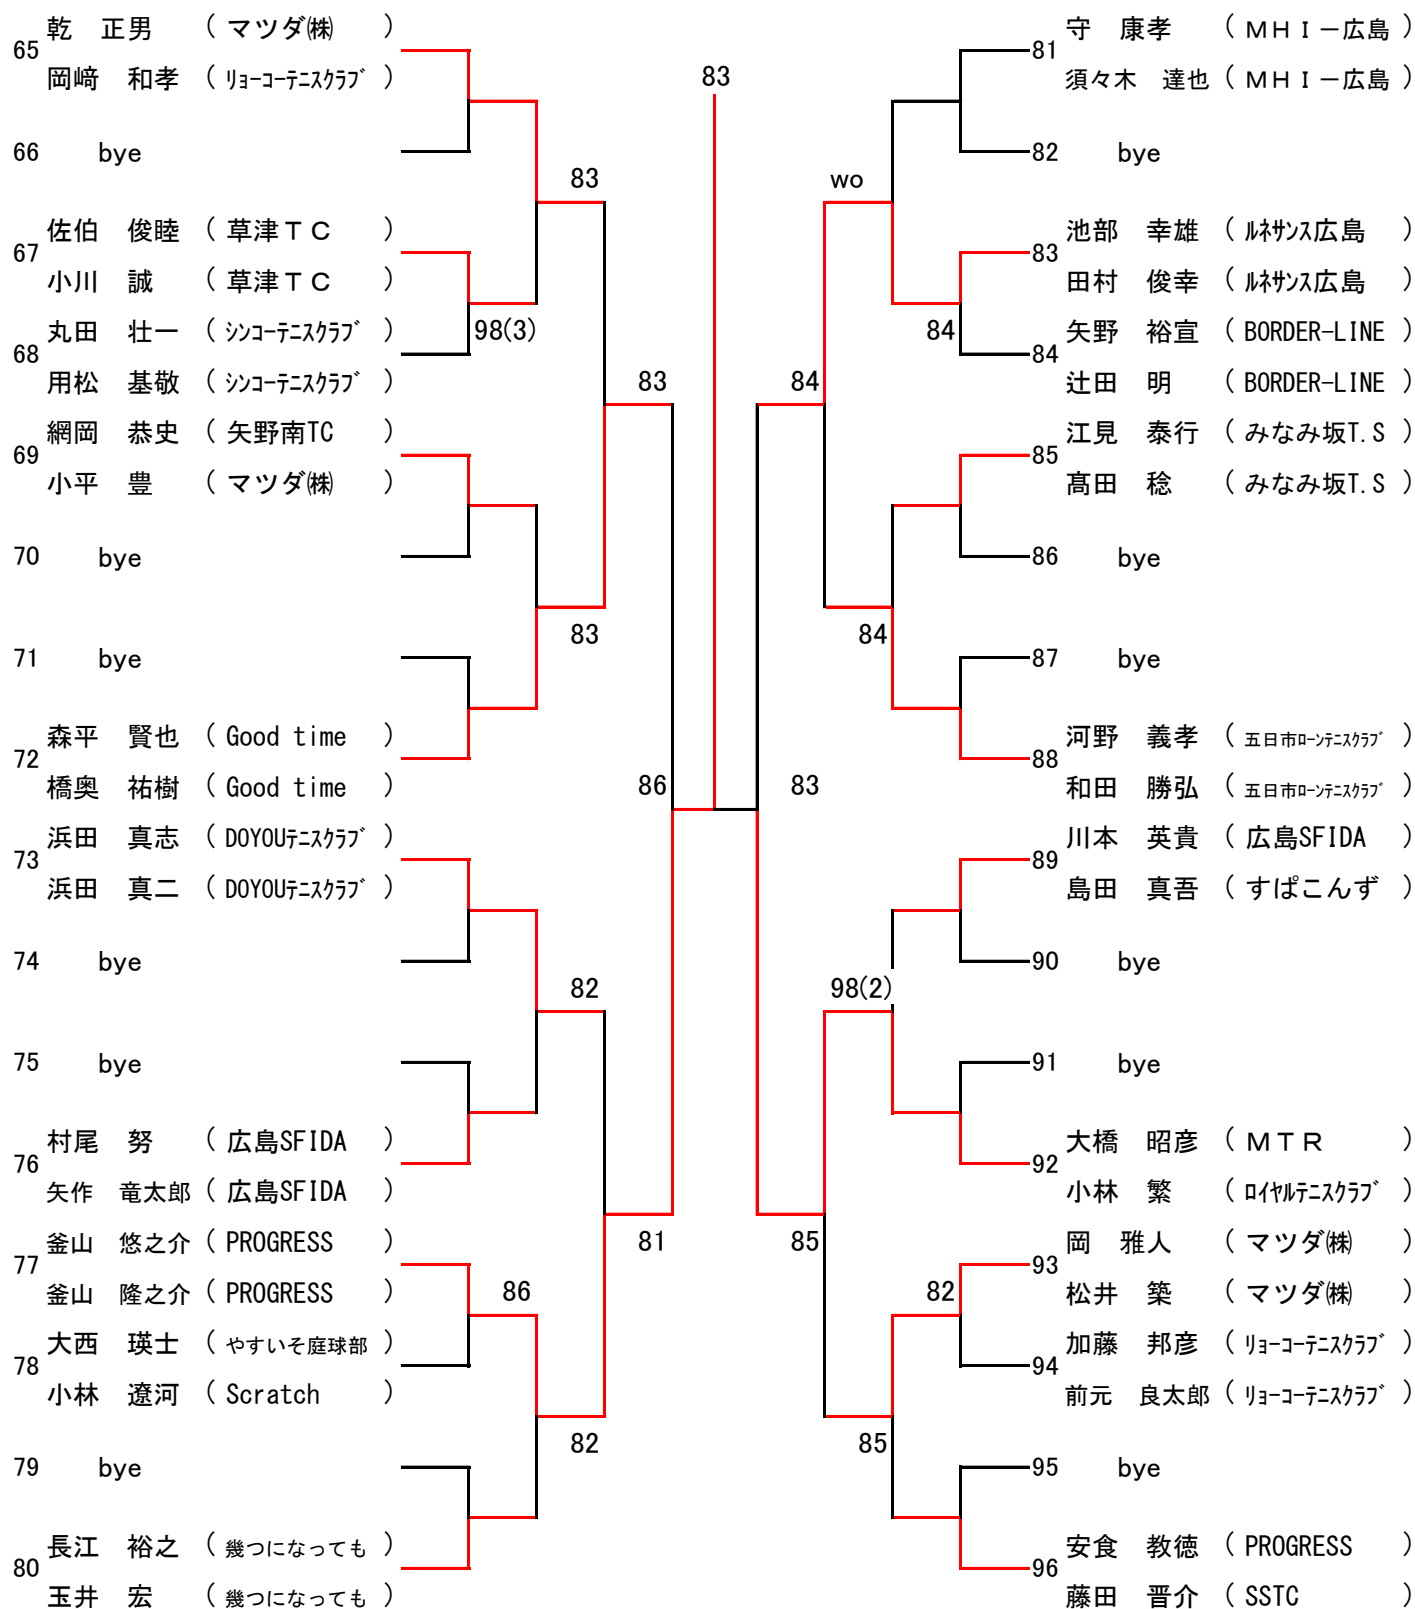 乾　正男　（ マツダ㈱ ）
65
岡﨑　和孝 （ ﾘｮｰｺｰﾃﾆｽｸﾗﾌﾞ ）
66　bye
佐伯　俊睦 （ 草津ＴＣ ）
67
小川　誠 （ 草津ＴＣ ）
丸田　壮一 （ ｼﾝｺｰﾃﾆｽｸﾗﾌﾞ ）
68
用松　基敬 （ ｼﾝｺｰﾃﾆｽｸﾗﾌﾞ ）
網岡　恭史 （ 矢野南TC ）
69
小平　豊 （ マツダ㈱ ）
70　bye
71　bye
森平　賢也 （ Good time ）
72
橋奥　祐樹 （ Good time ）
浜田　真志 （ DOYOUﾃﾆｽｸﾗﾌﾞ ）
73
浜田　真二 （ DOYOUﾃﾆｽｸﾗﾌﾞ ）
74　bye
75　bye
村尾　努 （ 広島SFIDA ）
76
矢作　竜太郎 （ 広島SFIDA ）
釜山　悠之介 （ PROGRESS ）
77
釜山　隆之介 （ PROGRESS ）
大西　瑛士 （ やすいそ庭球部 ）
78
小林　遼河 （ Scratch ）
79　bye
長江　裕之 （ 幾つになっても ）
80
玉井　宏 （ 幾つになっても ）
83
98(3)
83
83
82
86
82
81
86
83
83
wo
84
84
84
98(2)
82
85
85
守　康孝 （ ＭＨＩ－広島 ）
81
須々木　達也 （ ＭＨＩ－広島 ）
82　bye
池部　幸雄 （ ﾙﾈｻﾝｽ広島 ）
83
田村　俊幸 （ ﾙﾈｻﾝｽ広島 ）
矢野　裕宣 （ BORDER-LINE ）
84
辻田　明 （ BORDER-LINE ）
江見　泰行 （ みなみ坂T.S ）
85
髙田　稔 （ みなみ坂T.S ）
86　bye
87　bye
河野　義孝 （ 五日市ﾛｰﾝﾃﾆｽｸﾗﾌﾞ ）
88
和田　勝弘 （ 五日市ﾛｰﾝﾃﾆｽｸﾗﾌﾞ ）
川本　英貴 （ 広島SFIDA ）
89
島田　真吾 （ すぱこんず ）
90　bye
91　bye
大橋　昭彦 （ ＭＴＲ ）
92
小林　繁 （ ﾛｲﾔﾙﾃﾆｽｸﾗﾌﾞ ）
岡　雅人 （ マツダ㈱ ）
93
松井　築 （ マツダ㈱ ）
加藤　邦彦 （ ﾘｮｰｺｰﾃﾆｽｸﾗﾌﾞ ）
94
前元　良太郎 （ ﾘｮｰｺｰﾃﾆｽｸﾗﾌﾞ ）
95　bye
安食　教徳 （ PROGRESS ）
96
藤田　晋介 （ SSTC ）